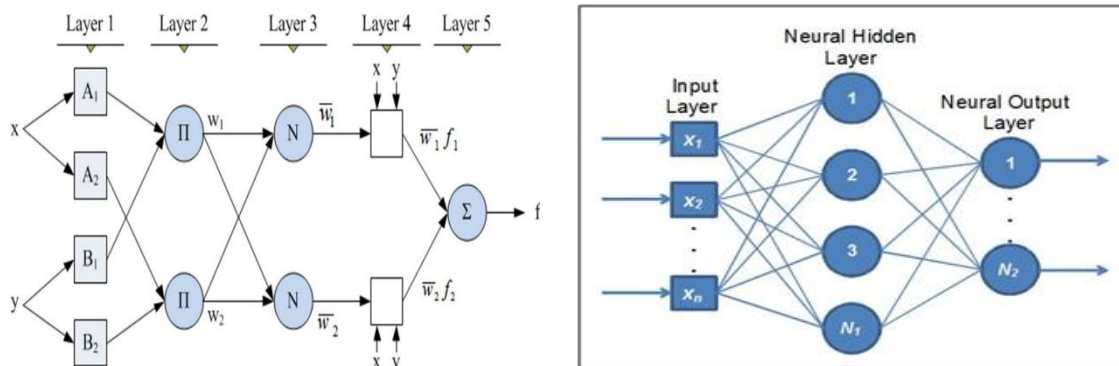 Layer 1 Layer 2 Layer 3 Layer 4 Layer 5
x y
A₁
w₁ w̅₁
Π N
w̅₁ f₁
x
A₂
Σ f
B₁
y
w̅₂ f₂
Π N
B₂
w₂ w̅₂
x y
Neural Hidden
Layer
Input
Layer
Neural Output
Layer
1
x₁
1
2
x₂
3
N₂
xₙ
N₁